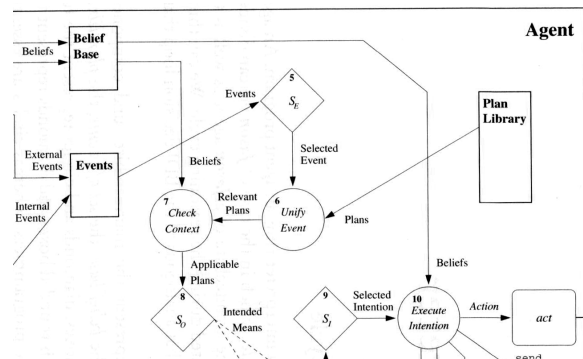 Agent
Belief
Base
Beliefs
5
Events
S_E
Plan
Library
External
Events
Events
Selected
Event
Beliefs
Internal
Events
7
Check
Context
Relevant
Plans
6
Unify
Event
Plans
Applicable
Plans
Beliefs
8
S_O
Intended
Means
9
S_I
Selected
Intention
10
Execute
Intention
Action
act
send